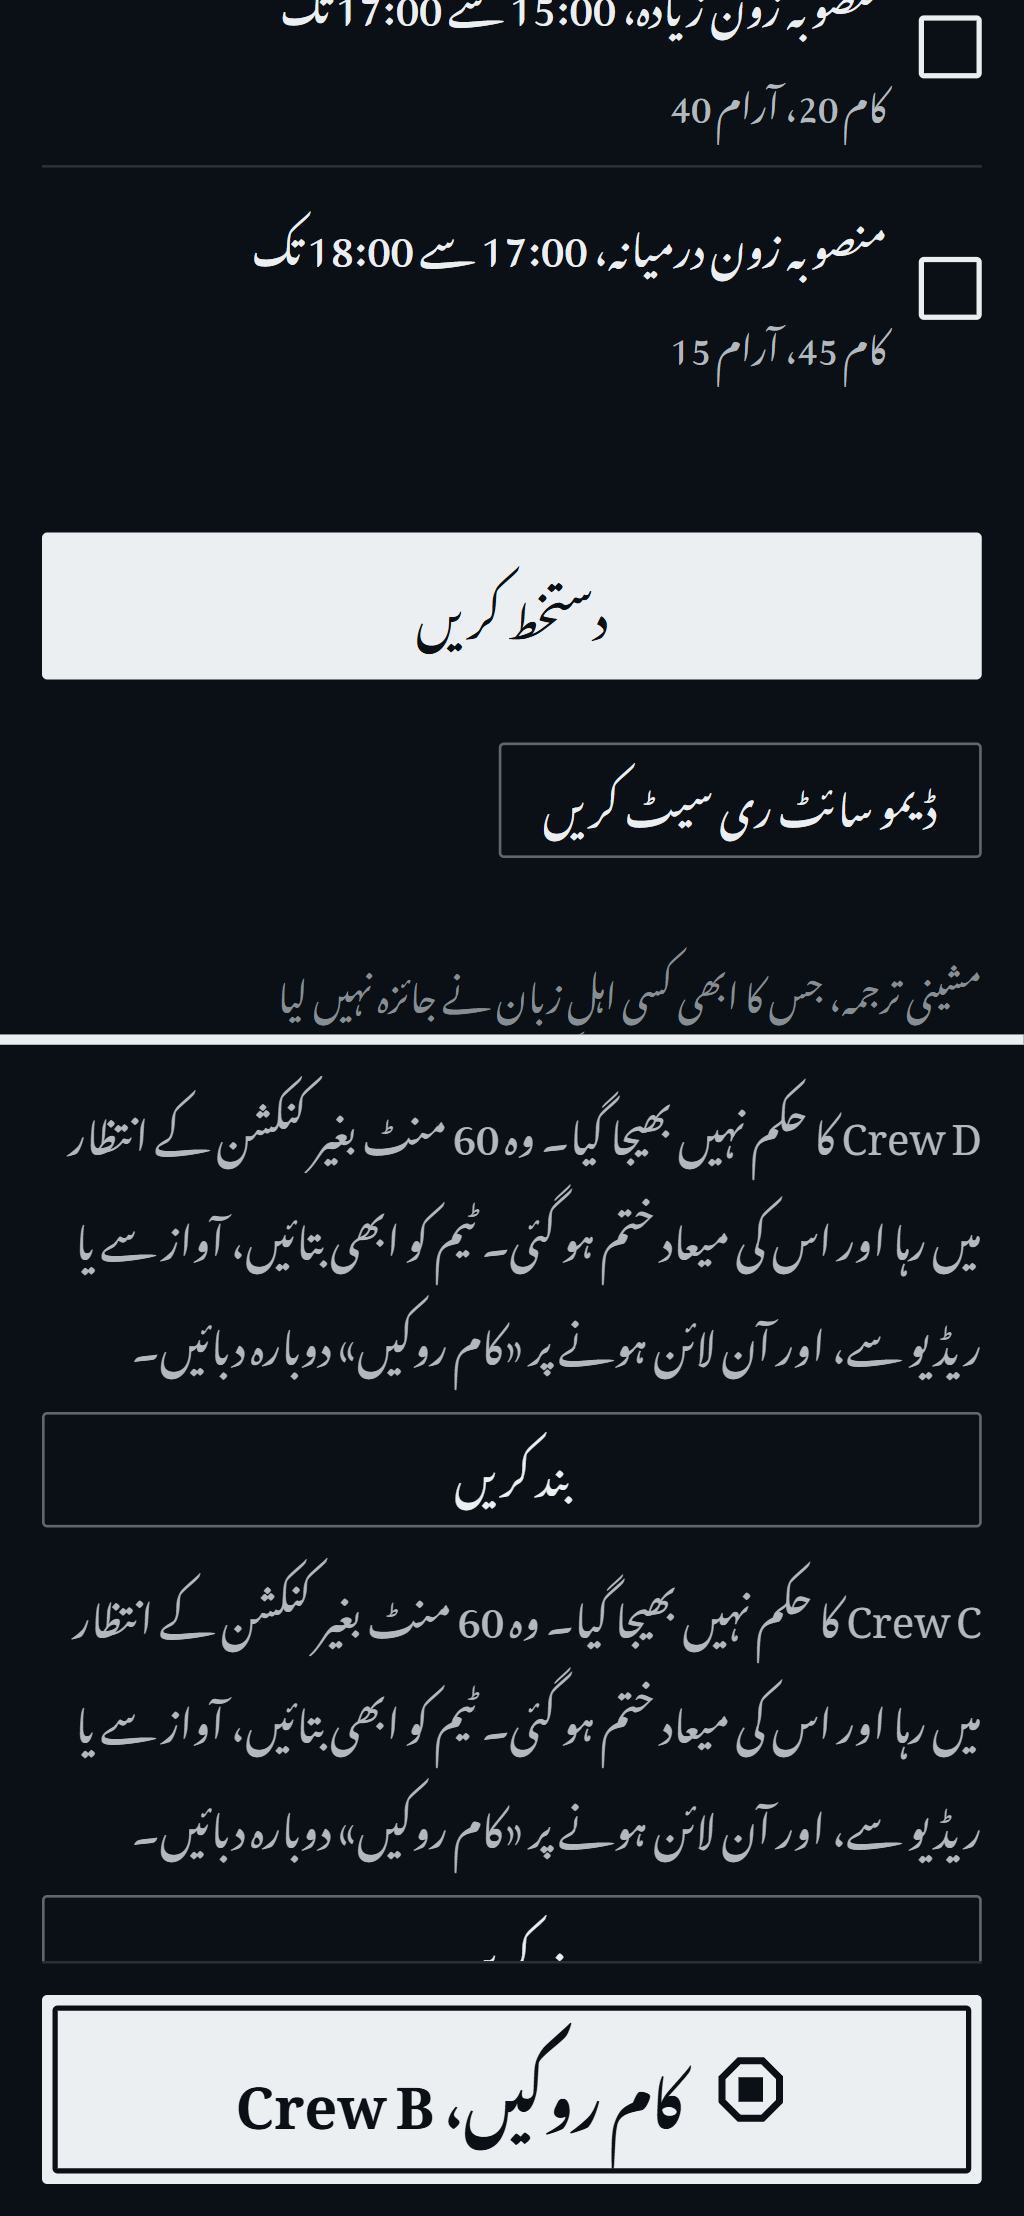 منصوبہ زون زیادہ، 15:00 سے 17:00 تک
کام 20، آرام 40
منصوبہ زون درمیانہ، 17:00 سے 18:00 تک
کام 45، آرام 15
دستخط کریں
ڈیمو سائٹ ری سیٹ کریں
مشینی ترجمہ، جس کا ابھی کسی اہلِ زبان نے جائزہ نہیں لیا
Crew D کا حکم نہیں بھیجا گیا۔ وہ 60 منٹ بغیر کنکشن کے انتظار
میں رہا اور اس کی میعاد ختم ہو گئی۔ ٹیم کو ابھی بتائیں، آواز سے یا
ریڈیو سے، اور آن لائن ہونے پر «کام روکیں» دوبارہ دبائیں۔
بند کریں
Crew C کا حکم نہیں بھیجا گیا۔ وہ 60 منٹ بغیر کنکشن کے انتظار
میں رہا اور اس کی میعاد ختم ہو گئی۔ ٹیم کو ابھی بتائیں، آواز سے یا
ریڈیو سے، اور آن لائن ہونے پر «کام روکیں» دوبارہ دبائیں۔
کام روکیں، Crew B